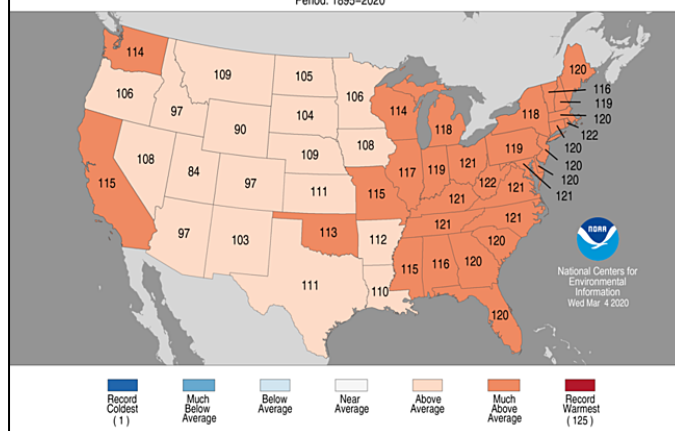 Period: 1895–2020
114
109
105
106
106
97
90
104
114
118
120
116
119
120
122
118
120
120
120
121
119
108
84
97
109
108
117
119
121
122
121
115
111
115
121
97
103
113
112
121
121
120
111
110
115
116
120
120
NOAA
National Centers for
Environmental
Information
Wed Mar 4 2020
Record
Coldest
(1)
Much
Below
Average
Below
Average
Near
Average
Above
Average
Much
Above
Average
Record
Warmest
(125)